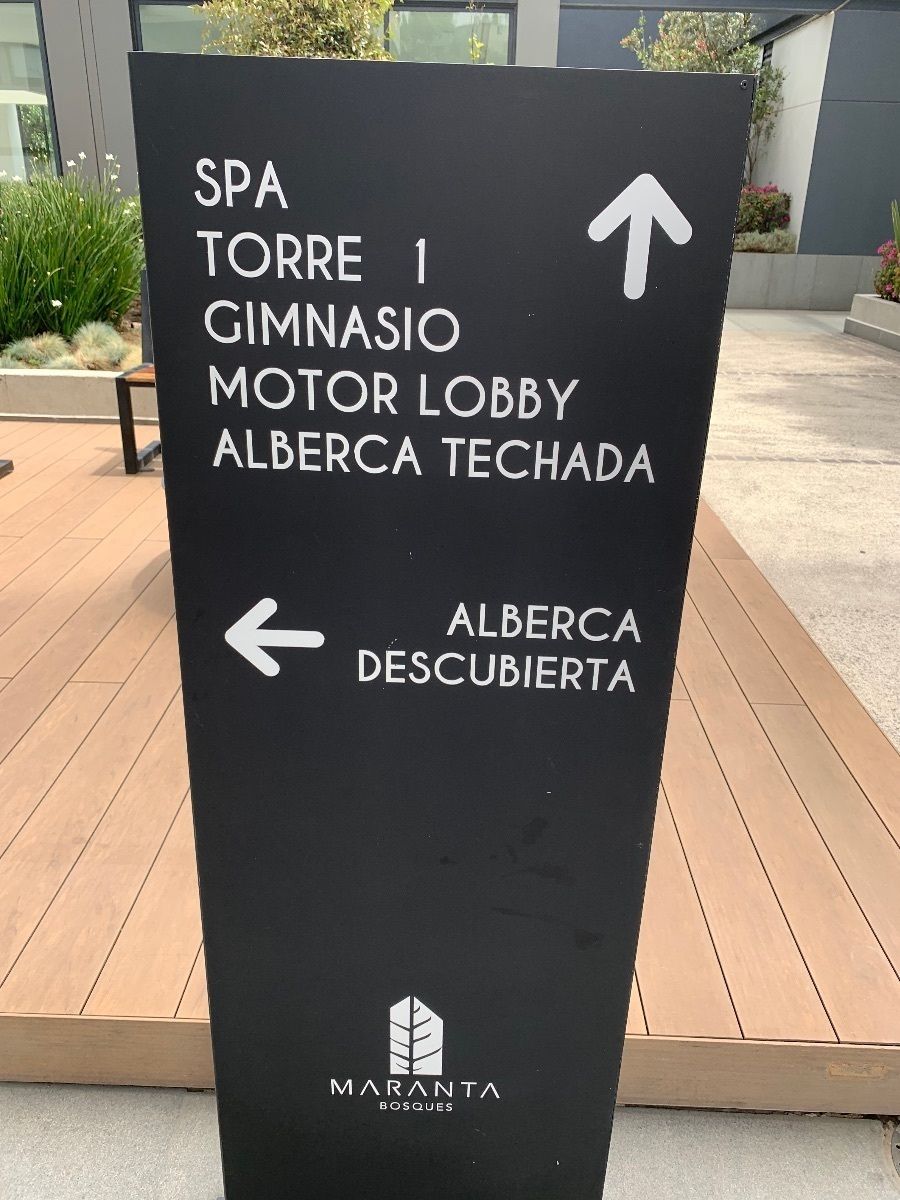 SPA
TORRE 1
GIMNASIO
MOTOR LOBBY
ALBERCA TECHADA
ALBERCA
DESCUBIERTA
MARANTA
BOSQUES